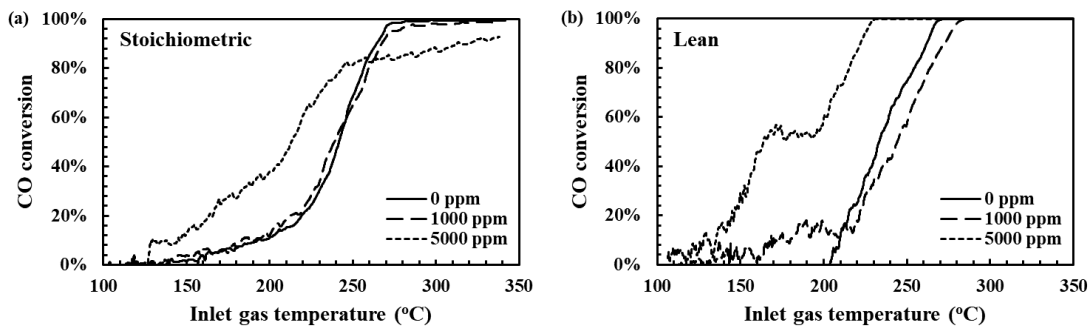 (a)
Stoichiometric
CO conversion
100%
80%
60%
40%
20%
0%
0 ppm
1000 ppm
5000 ppm
100 150 200 250 300 350
Inlet gas temperature (oC)
(b)
Lean
CO conversion
100%
80%
60%
40%
20%
0%
0 ppm
1000 ppm
5000 ppm
100 150 200 250 300 350
Inlet gas temperature (oC)